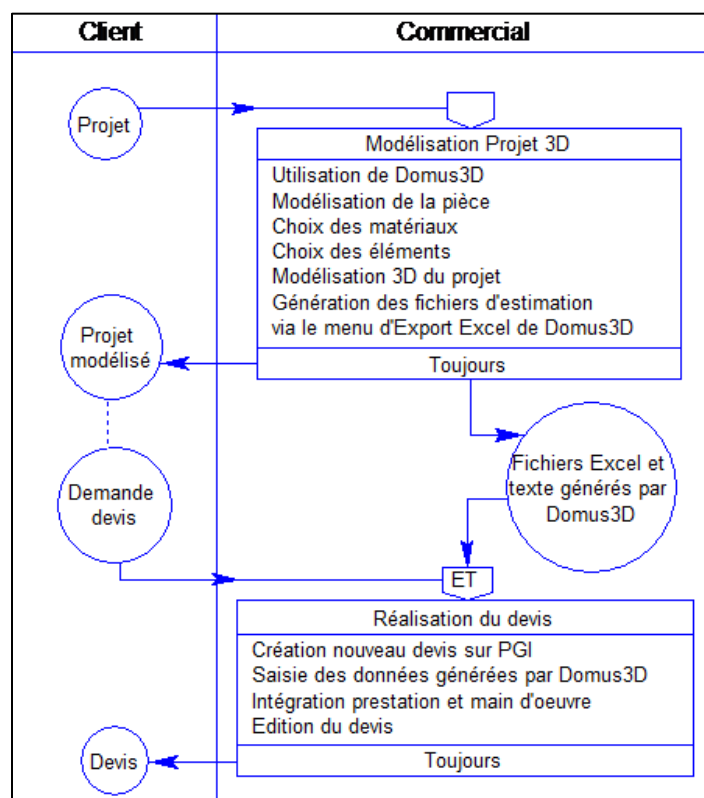 Client
Commercial
Projet
Modélisation Projet 3D
Utilisation de Domus3D
Modélisation de la pièce
Choix des matériaux
Choix des éléments
Modélisation 3D du projet
Génération des fichiers d'estimation
via le menu d'Export Excel de Domus3D
Toujours
Projet
modélisé
Fichiers Excel et
texte générés par
Domus3D
Demande
devis
ET
Réalisation du devis
Création nouveau devis sur PGI
Saisie des données générées par Domus3D
Intégration prestation et main d'oeuvre
Edition du devis
Toujours
Devis